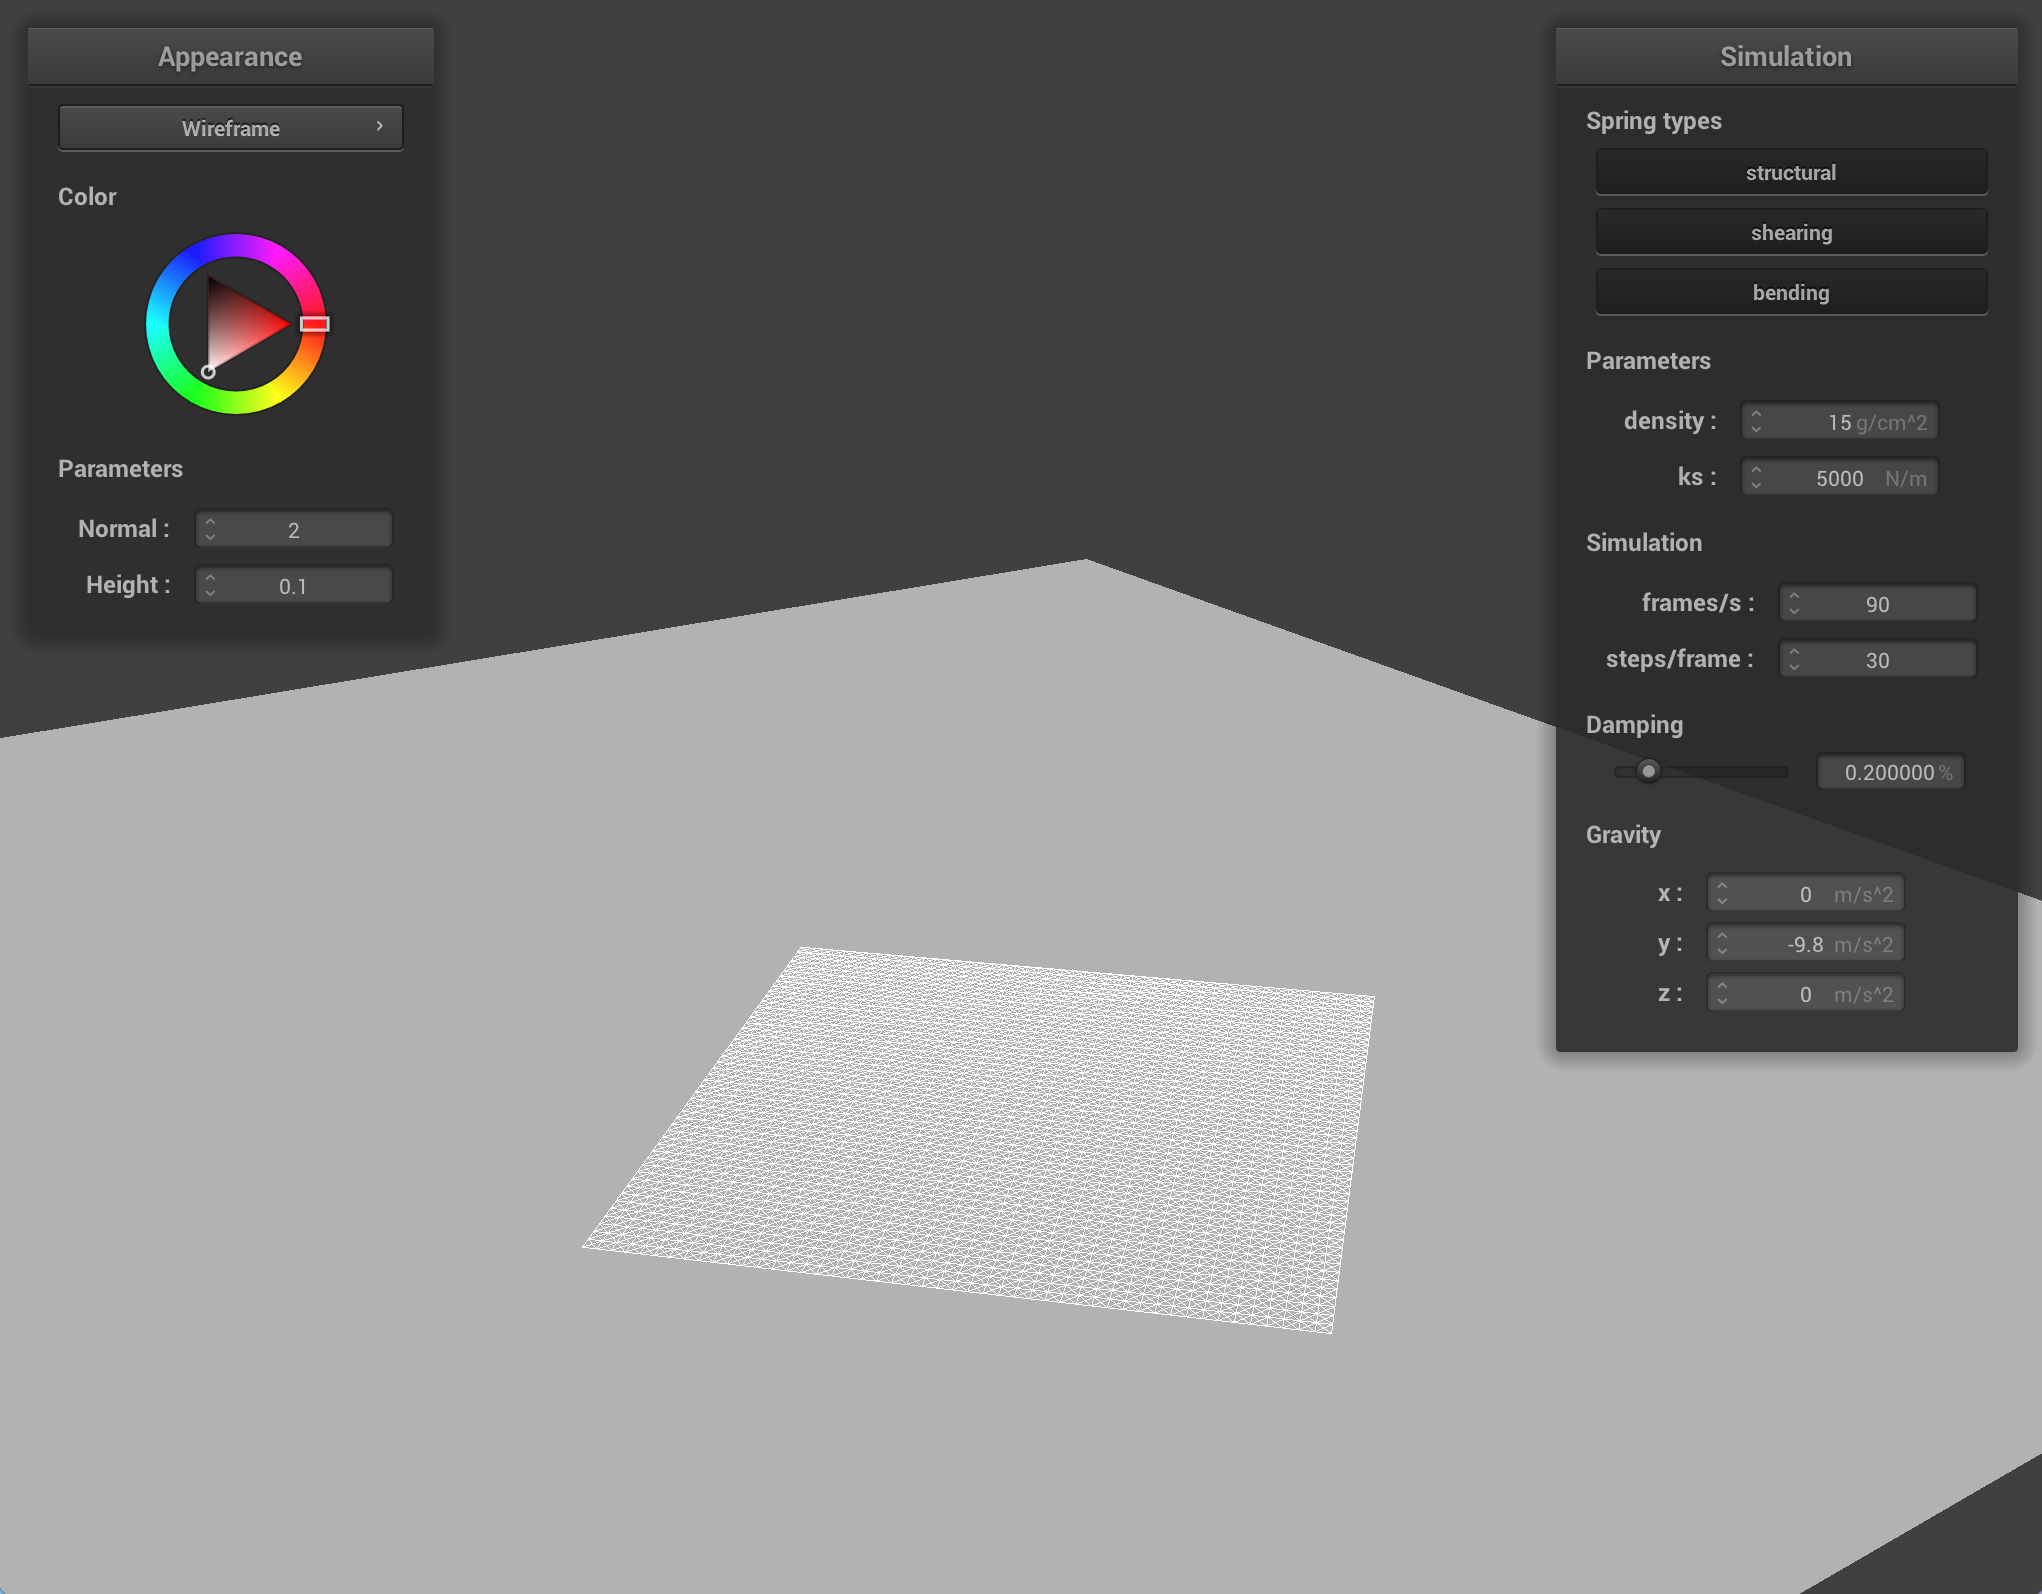 Appearance
Wireframe
Color
Parameters
Normal : 2
Height : 0.1
Simulation
Spring types
structural
shearing
bending
Parameters
density : 15 g/cm^2
ks : 5000 N/m
Simulation
frames/s : 90
steps/frame : 30
Damping
0.200000 %
Gravity
x : 0 m/s^2
y : -9.8 m/s^2
z : 0 m/s^2